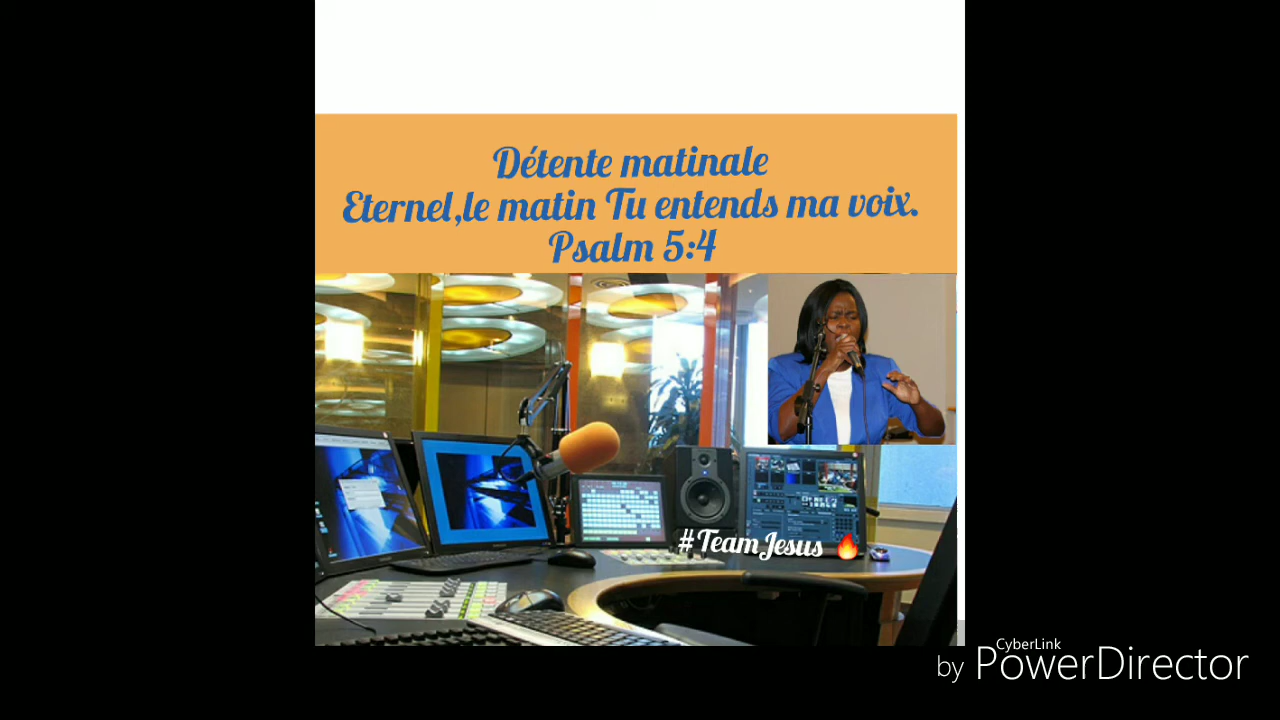 Détente matinale
Eternel,le matin Tu entends ma voix.
Psalm 5:4
#TeamJesus 🔥
CyberLink
by PowerDirector